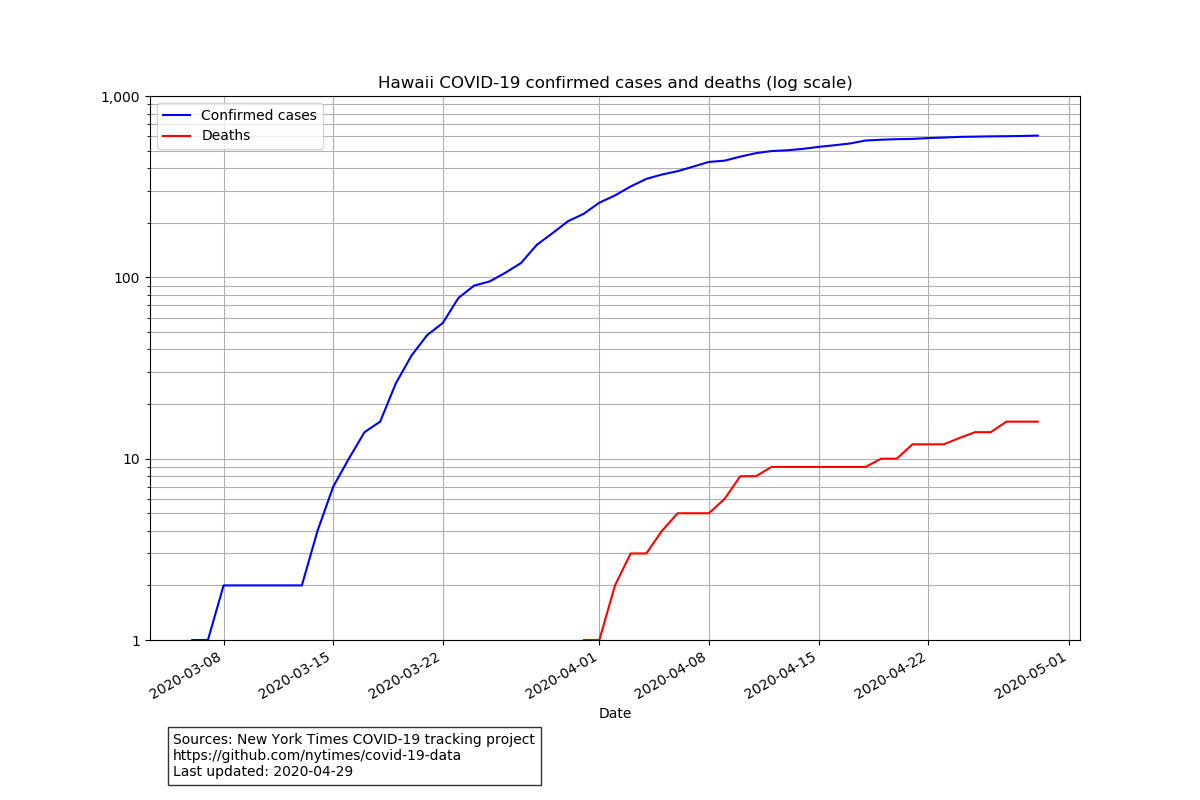 Hawaii COVID-19 confirmed cases and deaths (log scale)
1,000
100
10
1
Confirmed cases
Deaths
2020-03-08
2020-03-15
2020-03-22
2020-04-01
2020-04-08
2020-04-15
2020-04-22
2020-05-01
Date
Sources: New York Times COVID-19 tracking project
https://github.com/nytimes/covid-19-data
Last updated: 2020-04-29